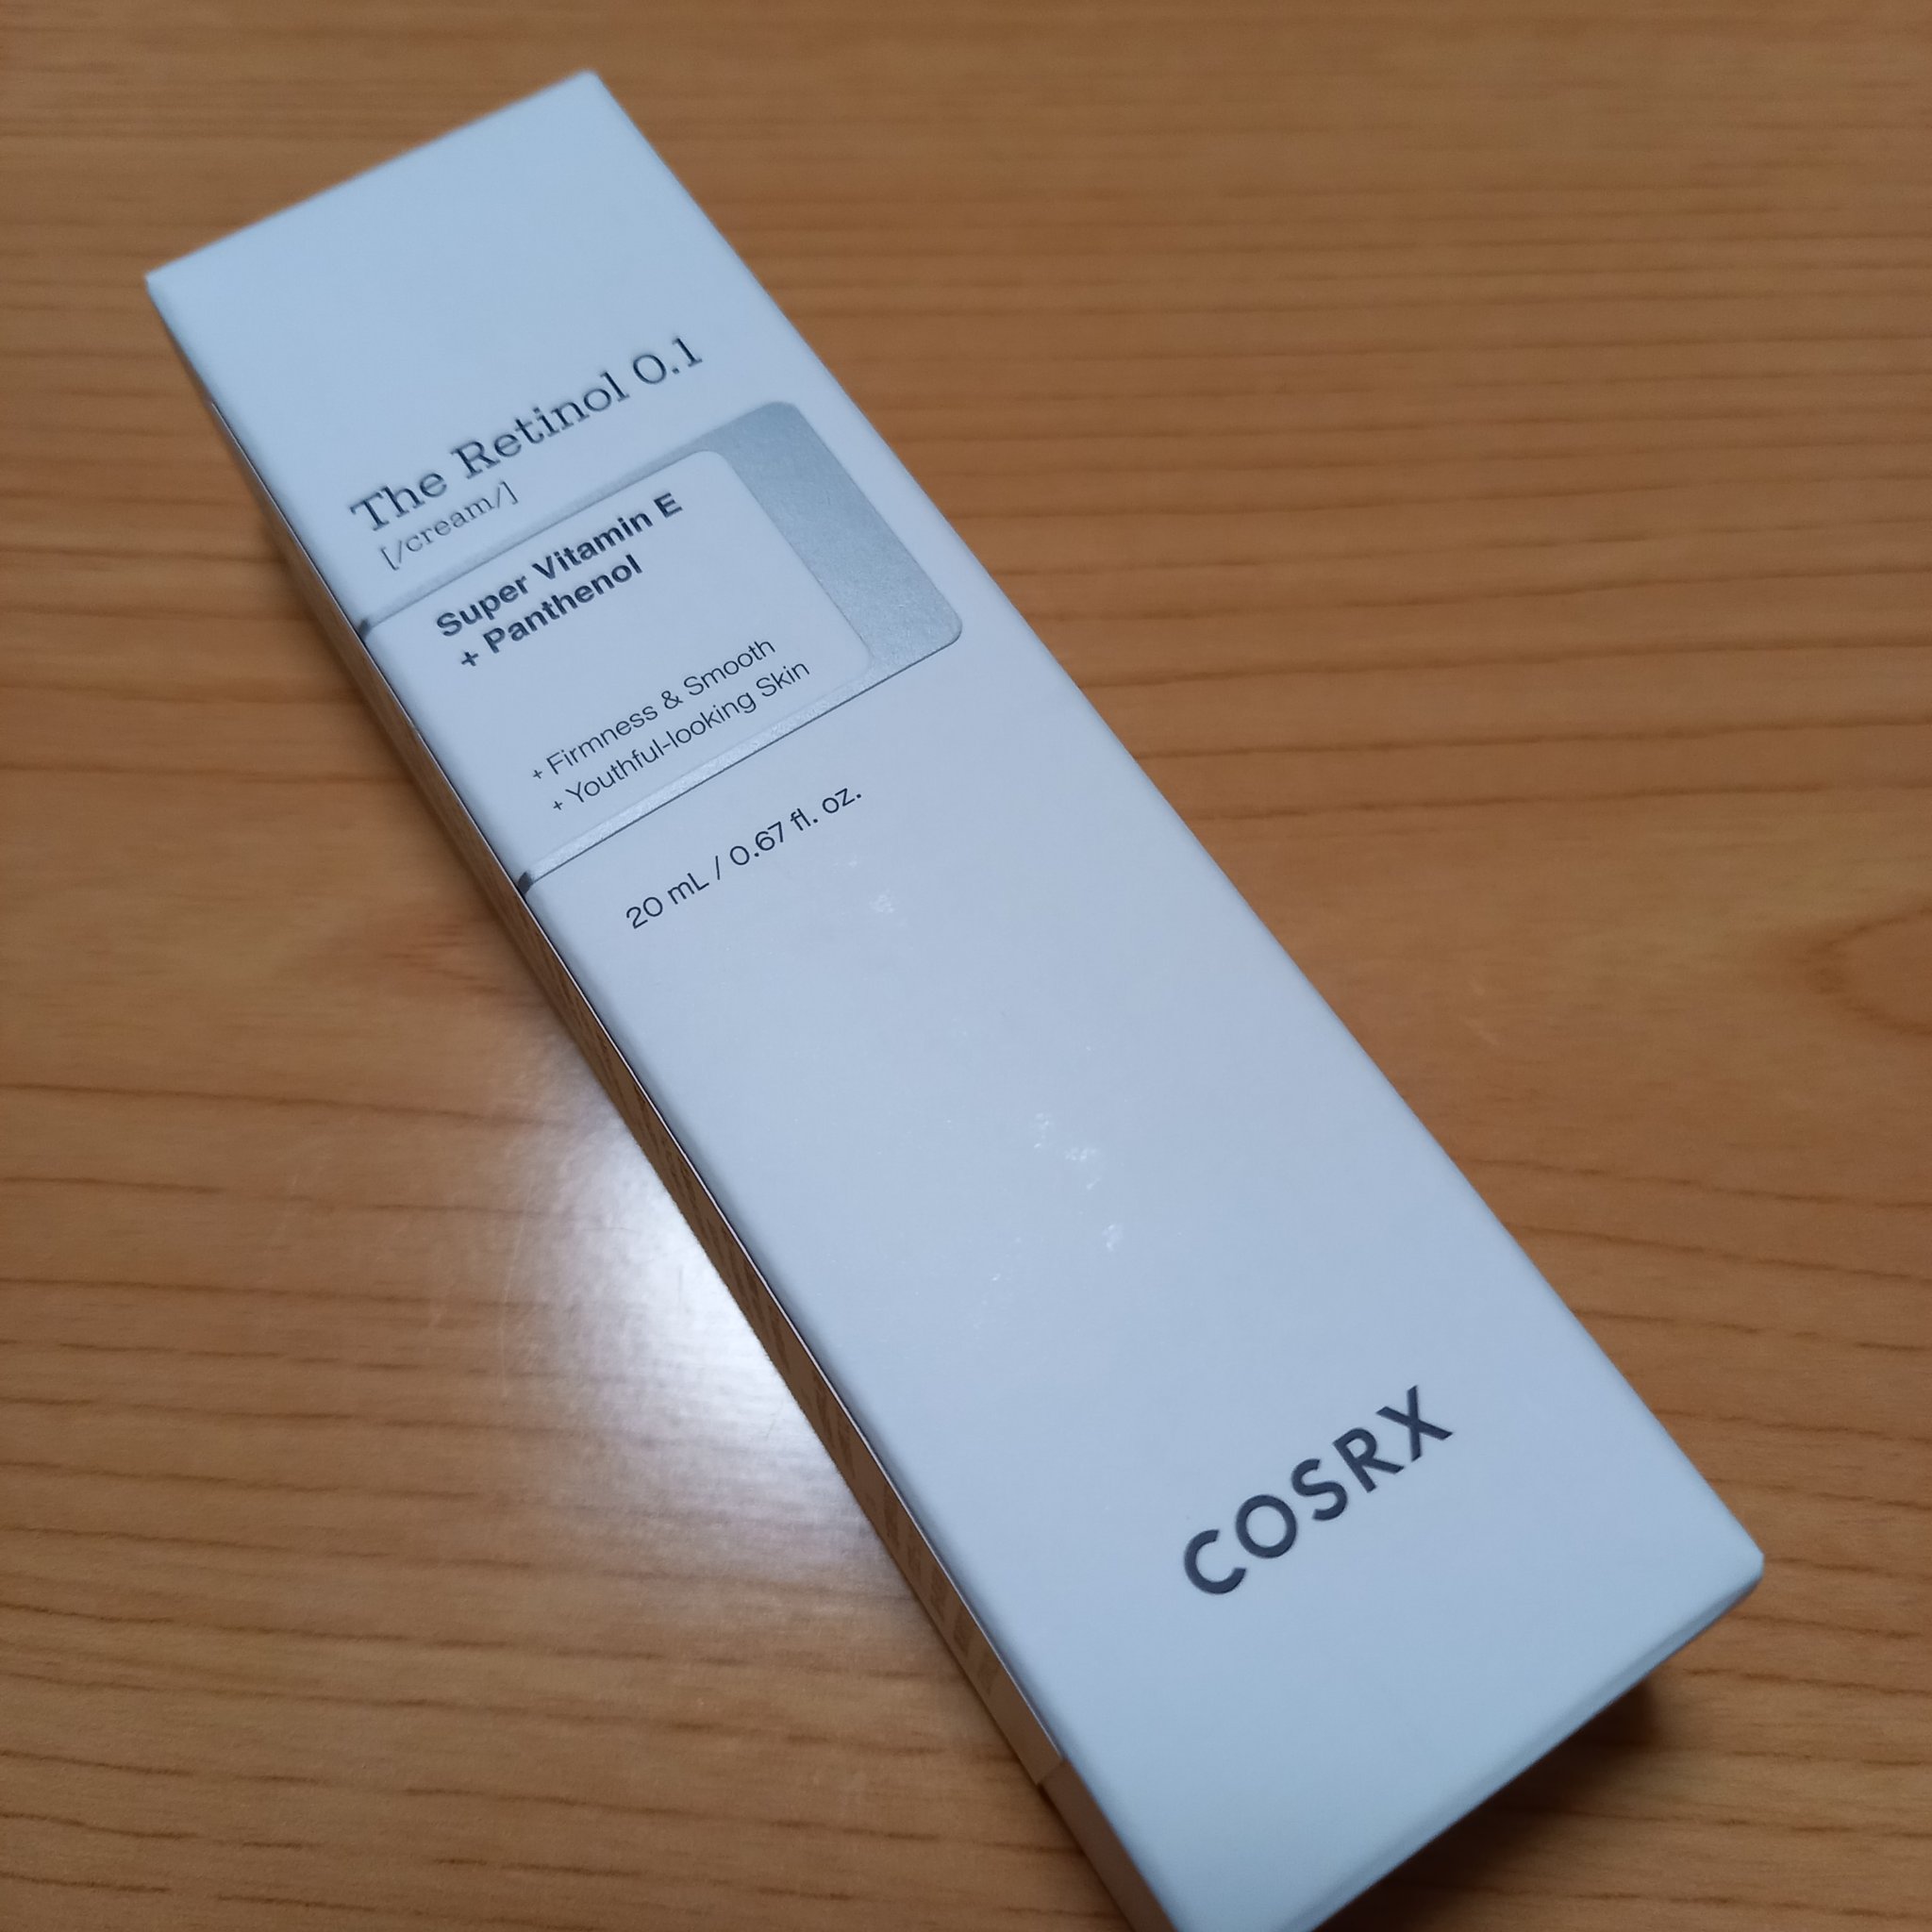 The Retinol 0.1
[/cream/]
Super Vitamin E
+ Panthenol
+ Firmness & Smooth
+ Youthful-looking Skin
20 mL / 0.67 fl. oz.
COSRX